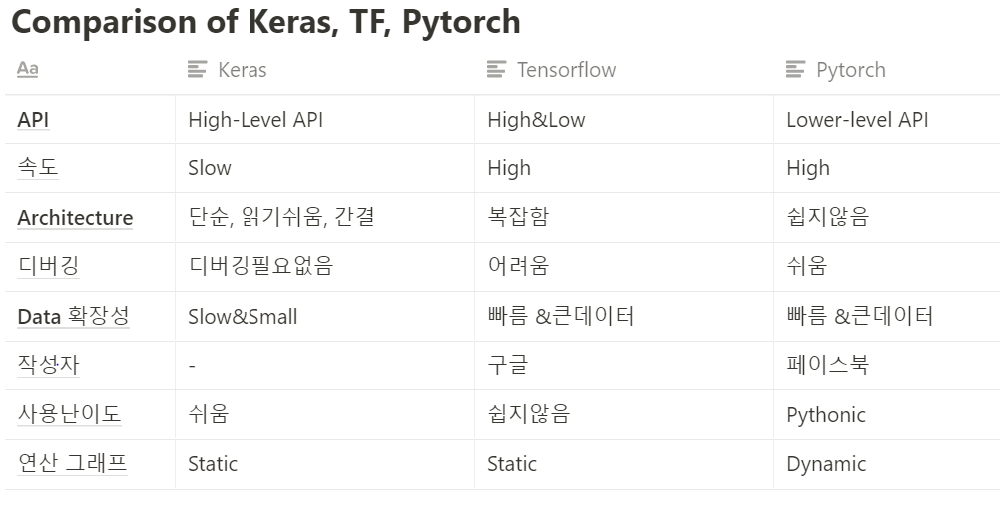 Comparison of Keras, TF, Pytorch
Aa Keras Tensorflow Pytorch
API High-Level API High&Low Lower-level API
속도 Slow High High
Architecture 단순, 읽기쉬움, 간결 복잡함 쉽지않음
디버깅 디버깅필요없음 어려움 쉬움
Data 확장성 Slow&Small 빠름 &큰데이터 빠름 &큰데이터
작성자 - 구글 페이스북
사용난이도 쉬움 쉽지않음 Pythonic
연산 그래프 Static Static Dynamic